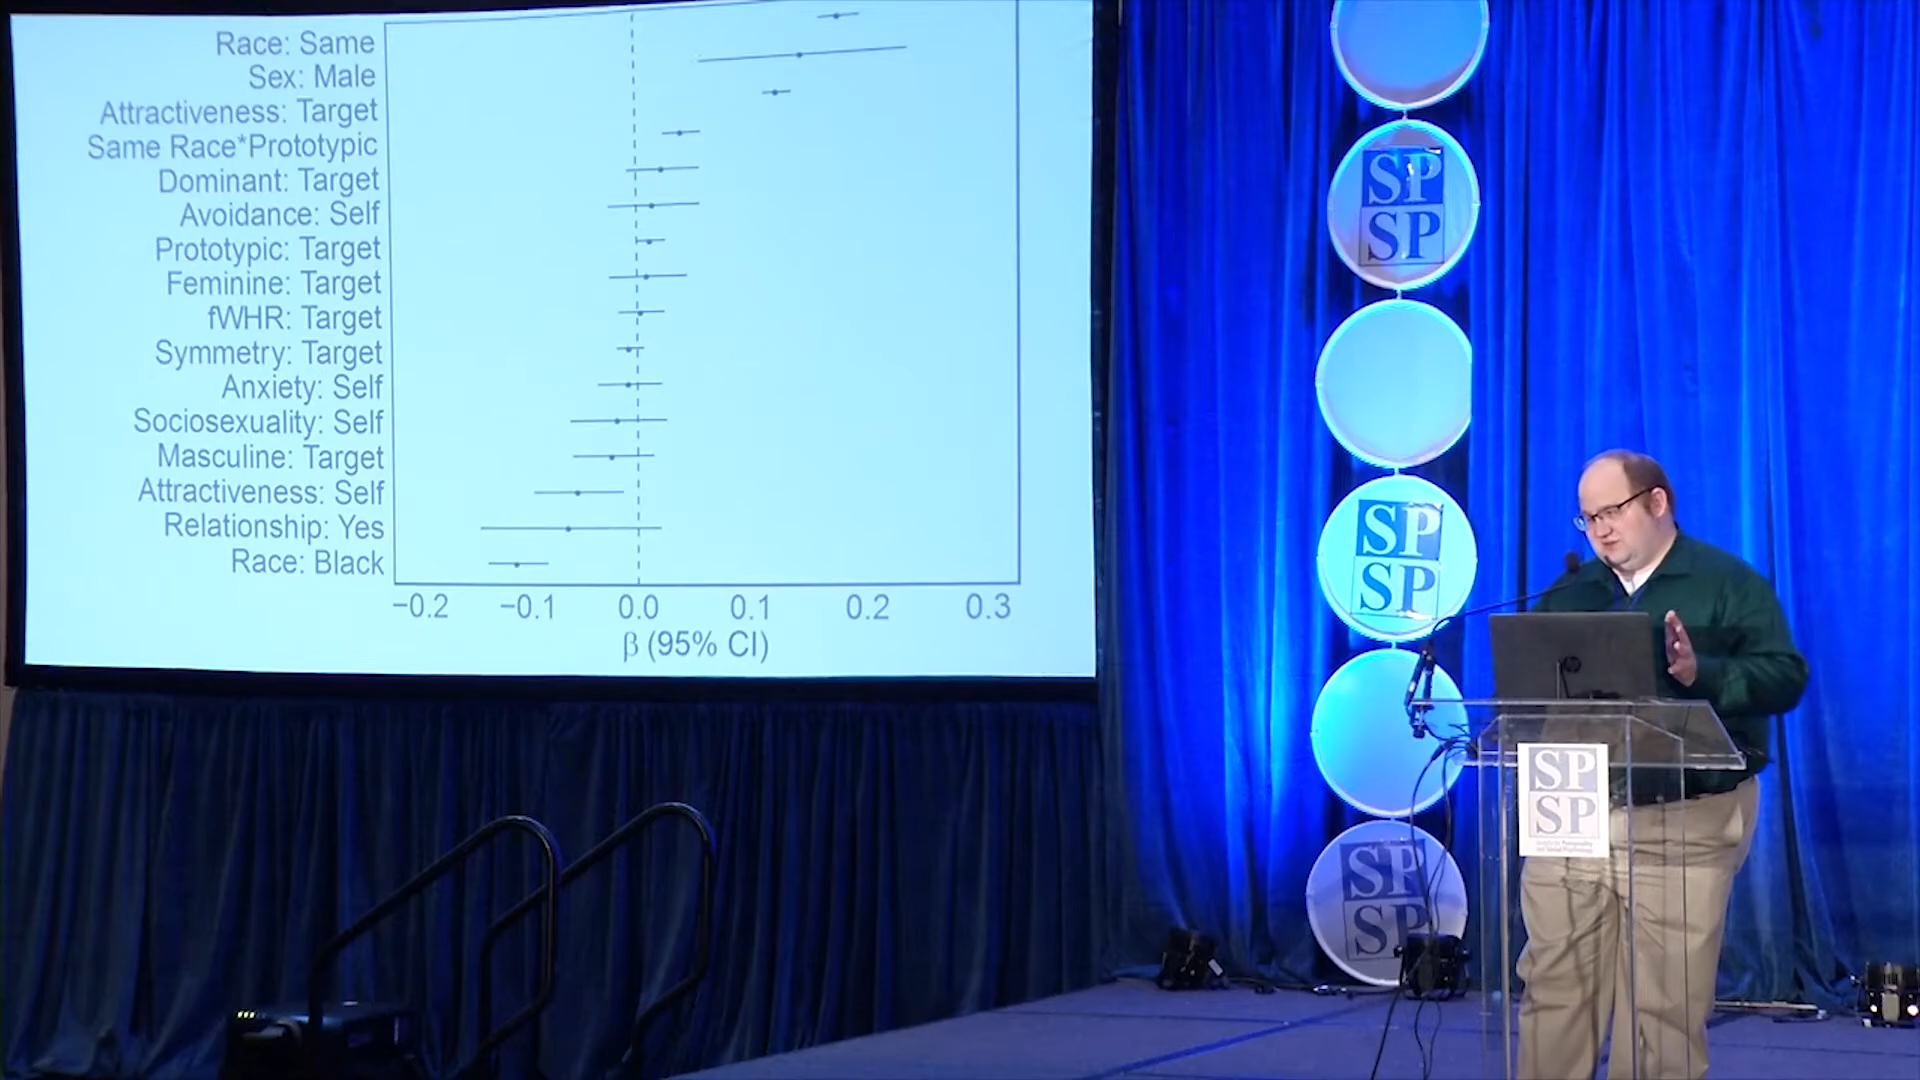 Race: Same
Sex: Male
Attractiveness: Target
Same Race*Prototypic
Dominant: Target
Avoidance: Self
Prototypic: Target
Feminine: Target
fWHR: Target
Symmetry: Target
Anxiety: Self
Sociosexuality: Self
Masculine: Target
Attractiveness: Self
Relationship: Yes
Race: Black
−0.2 −0.1 0.0 0.1 0.2 0.3
β (95% CI)
SP
SP
SP
SP
SP
SP
SP
SP